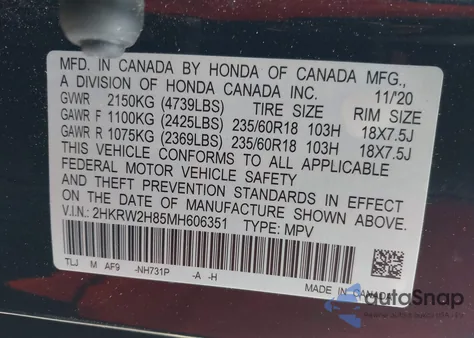 MFD. IN CANADA BY HONDA OF CANADA MFG.,
A DIVISION OF HONDA CANADA INC. 11/20
GVWR 2150KG (4739LBS) TIRE SIZE RIM SIZE
GAWR F 1100KG (2425LBS) 235/60R18 103H 18X7.5J
GAWR R 1075KG (2369LBS) 235/60R18 103H 18X7.5J
THIS VEHICLE CONFORMS TO ALL APPLICABLE
FEDERAL MOTOR VEHICLE SAFETY
AND THEFT PREVENTION STANDARDS IN EFFECT
ON THE DATE OF MANUFACTURE SHOWN ABOVE.
V.I.N.: 2HKRW2H85MH606351 TYPE: MPV
TLJ M AF9 -NH731P -A -H
MADE IN CANADA
autoSnap